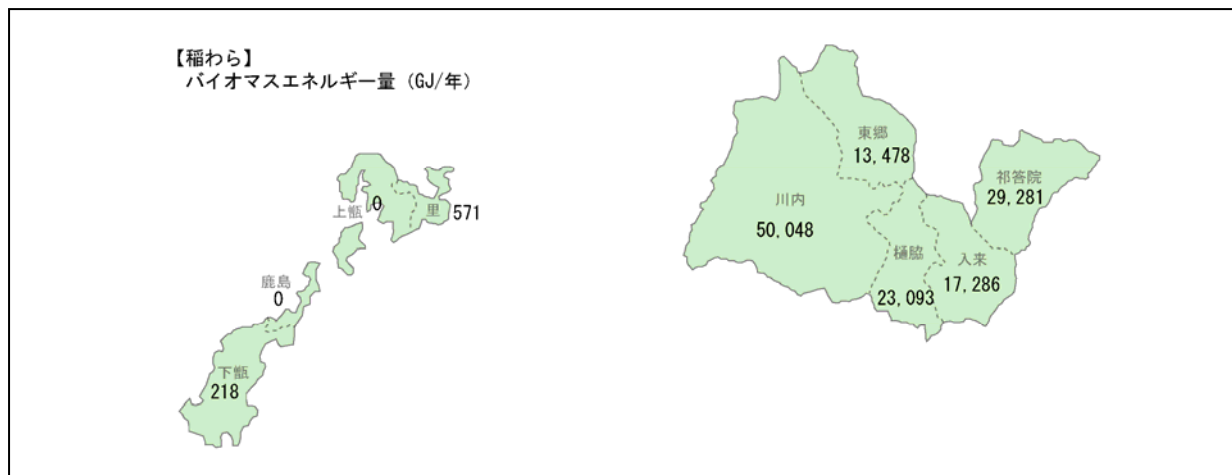 【稲わら】
バイオマスエネルギー量（GJ/年）
東郷
13,478
祁答院
29,281
川内
50,048
上甑
0
里
571
樋脇
23,093
入来
17,286
鹿島
0
下甑
218